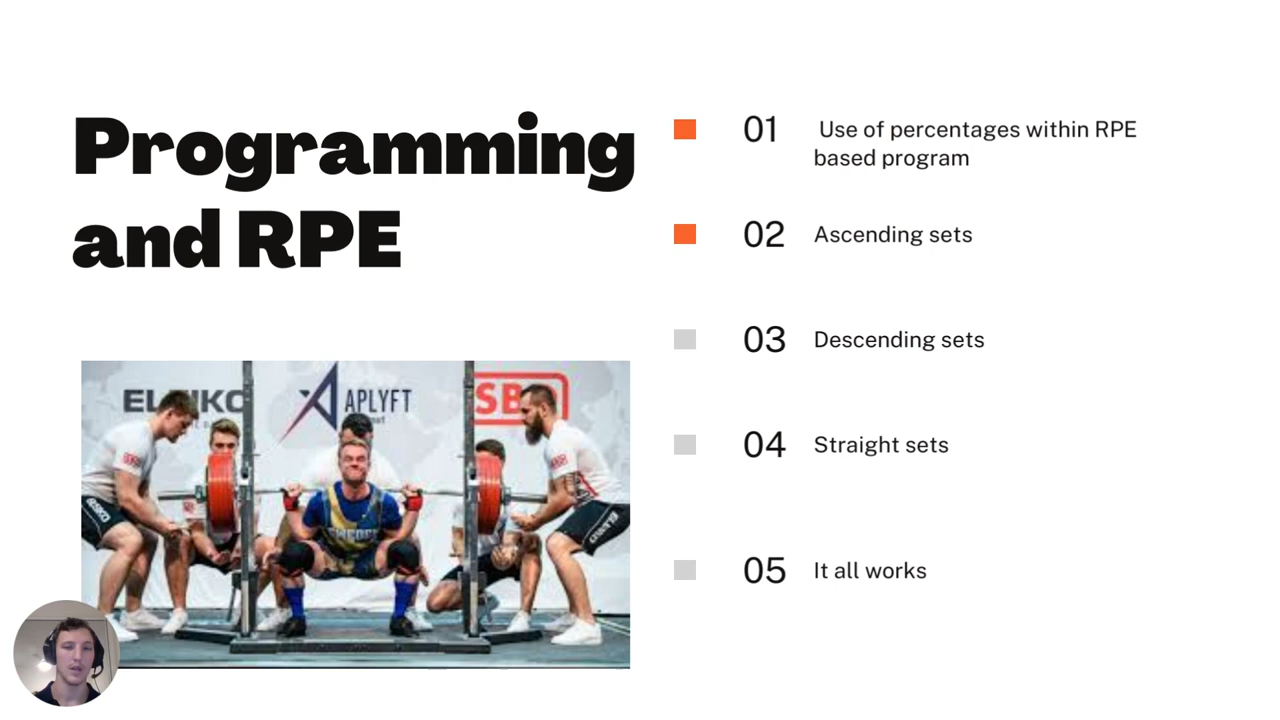 Programming
and RPE
01
Use of percentages within RPE
based program
02
Ascending sets
03
Descending sets
04
Straight sets
05
It all works
APLYFT